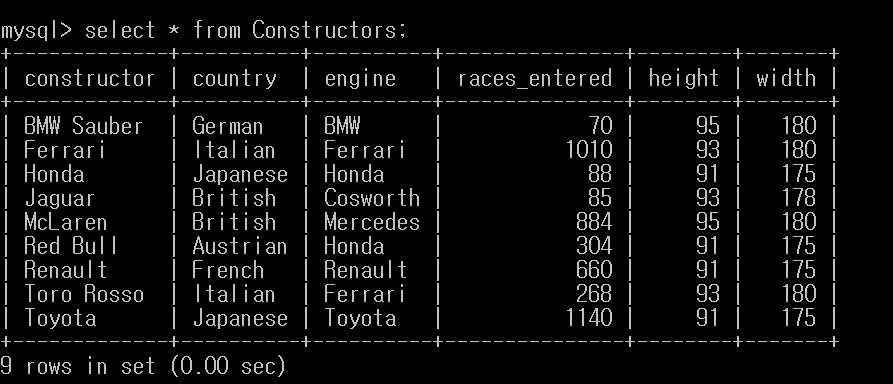 mysql> select * from Constructors;
+-------------+----------+----------+----------------+--------+-------+
| constructor | country  | engine   | races_entered | height | width |
+-------------+----------+----------+----------------+--------+-------+
| BMW Sauber  | German   | BMW      |            70 |     95 |   180 |
| Ferrari     | Italian  | Ferrari  |          1010 |     93 |   180 |
| Honda       | Japanese | Honda    |            88 |     91 |   175 |
| Jaguar      | British  | Cosworth |            85 |     93 |   178 |
| McLaren     | British  | Mercedes |           884 |     95 |   180 |
| Red Bull    | Austrian | Honda    |           304 |     91 |   175 |
| Renault     | French   | Renault  |           660 |     91 |   175 |
| Toro Rosso  | Italian  | Ferrari  |           268 |     93 |   180 |
| Toyota      | Japanese | Toyota   |          1140 |     91 |   175 |
+-------------+----------+----------+----------------+--------+-------+
9 rows in set (0.00 sec)